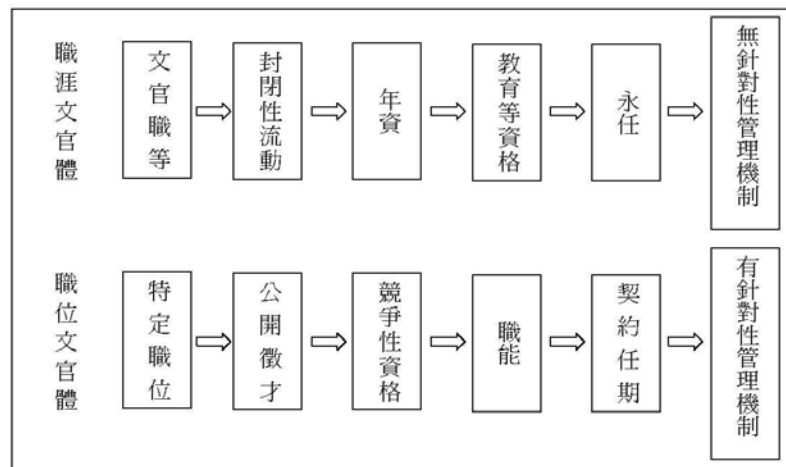 職涯文官體
文官職等
封閉性流動
年資
教育等資格
永任
無針對性管理機制
職位文官體
特定職位
公開徵才
競爭性資格
職能
契約任期
有針對性管理機制